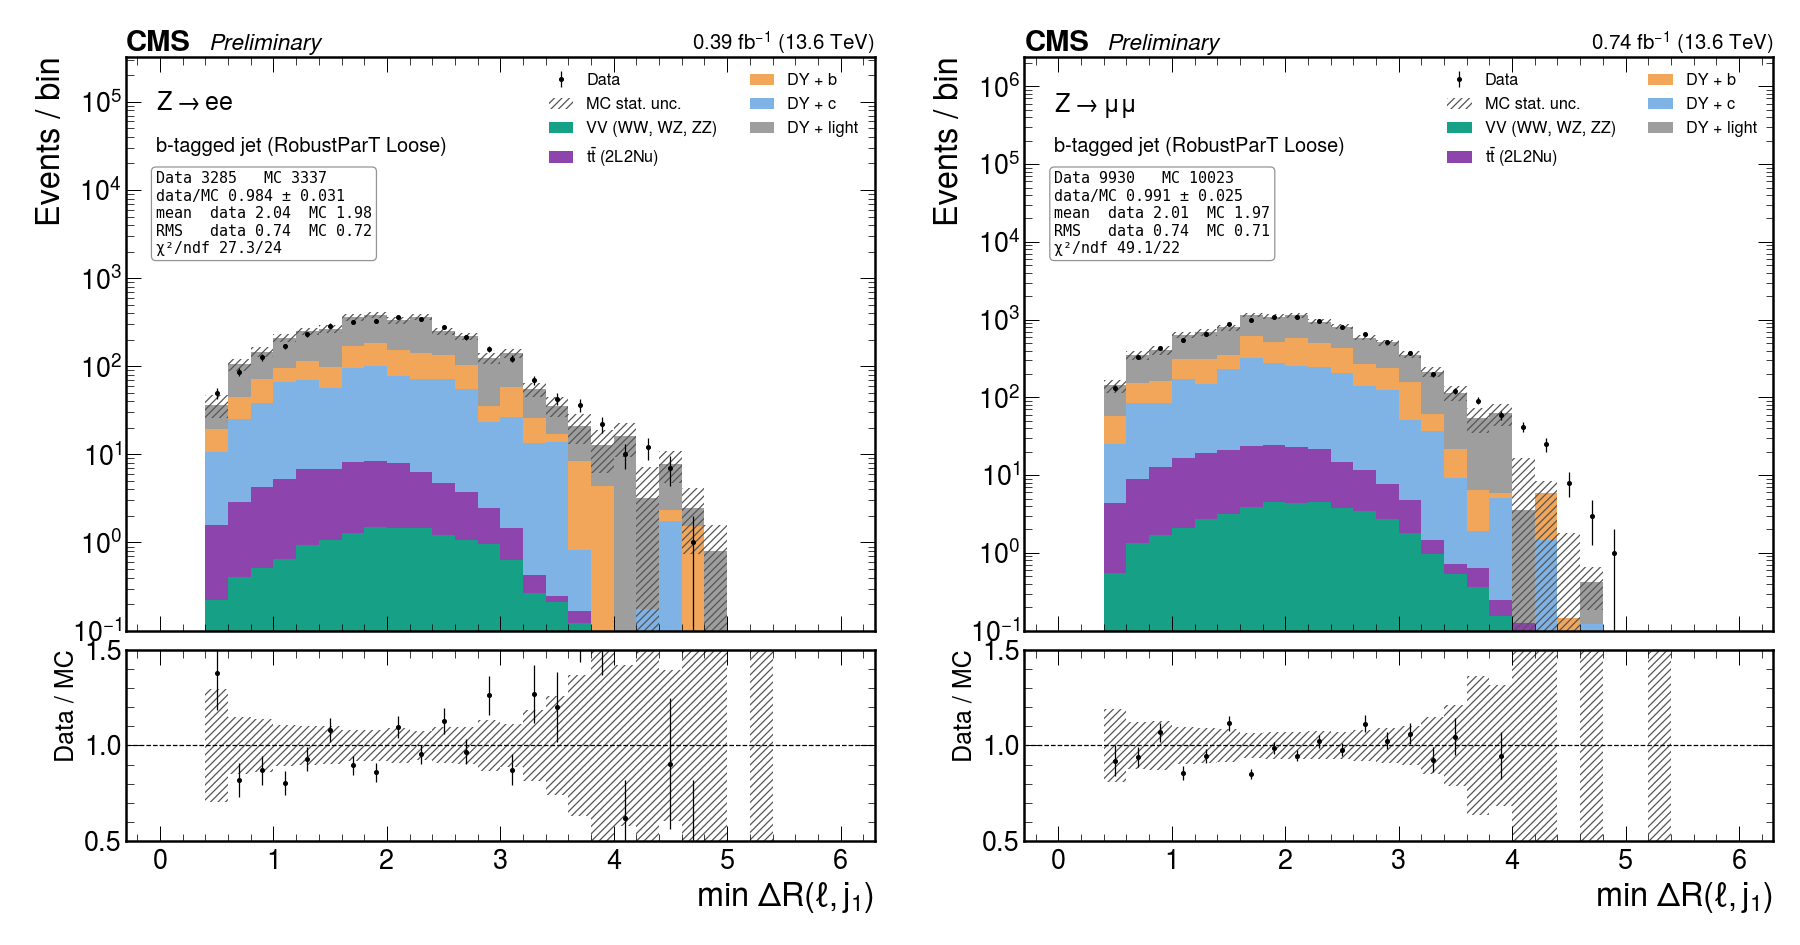 CMS Preliminary 0.39 fb⁻¹ (13.6 TeV)
Events / bin
Z → ee
b-tagged jet (RobustParT Loose)
Data 3285 MC 3337
data/MC 0.984 ± 0.031
mean data 2.04 MC 1.98
RMS data 0.74 MC 0.72
χ²/ndf 27.3/24
Data
MC stat. unc.
VV (WW, WZ, ZZ)
tt̄ (2L2Nu)
DY + b
DY + c
DY + light
10⁵
10⁴
10³
10²
10¹
10⁰
10⁻¹
Data / MC
1.5
1.0
0.5
0 1 2 3 4 5 6
min ΔR(ℓ, j₁)
CMS Preliminary 0.74 fb⁻¹ (13.6 TeV)
Events / bin
Z → μμ
b-tagged jet (RobustParT Loose)
Data 9930 MC 10023
data/MC 0.991 ± 0.025
mean data 2.01 MC 1.97
RMS data 0.74 MC 0.71
χ²/ndf 49.1/22
Data
MC stat. unc.
VV (WW, WZ, ZZ)
tt̄ (2L2Nu)
DY + b
DY + c
DY + light
10⁶
10⁵
10⁴
10³
10²
10¹
10⁰
10⁻¹
Data / MC
1.5
1.0
0.5
0 1 2 3 4 5 6
min ΔR(ℓ, j₁)